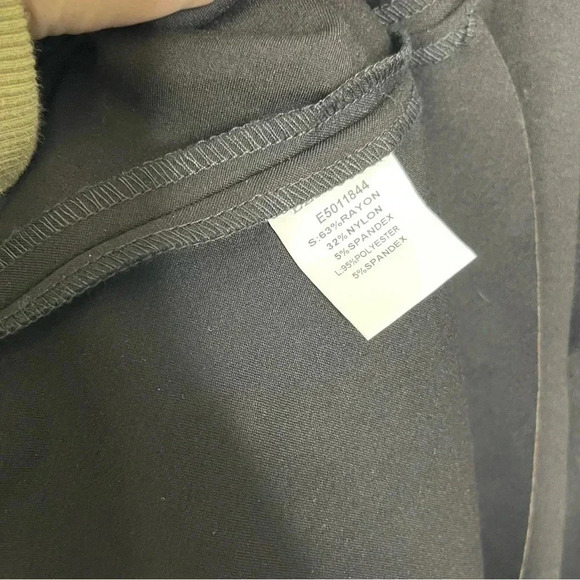 E5011844
S:63%RAYON
32%NYLON
5%SPANDEX
L:95%POLYESTER
5%SPANDEX